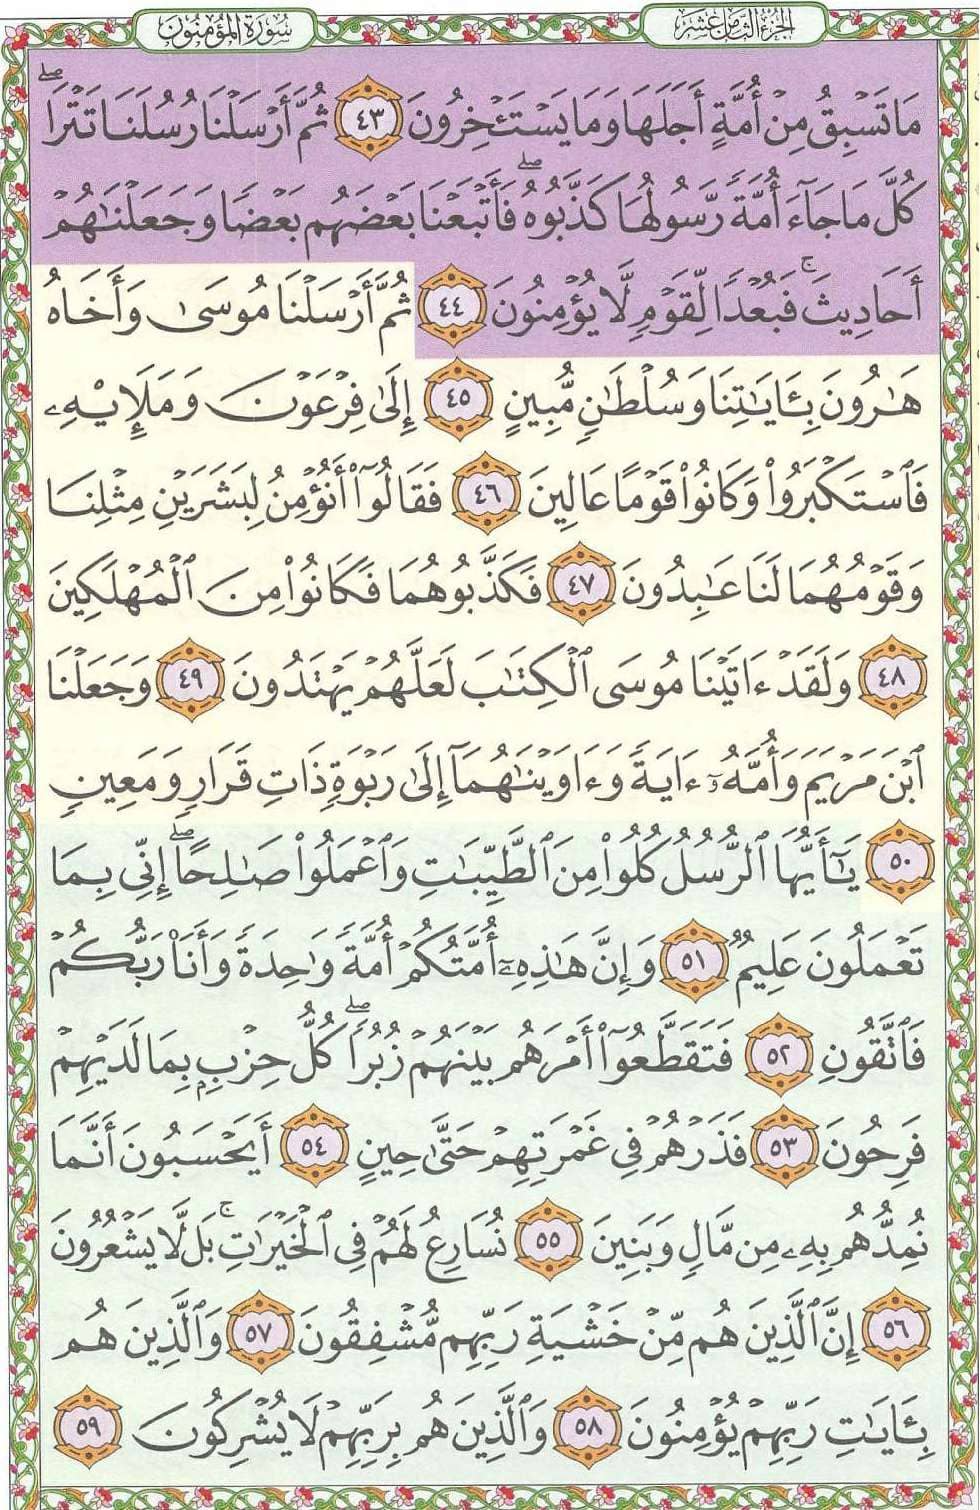 الجزء الثامن عشر
سورة المؤمنون
مَا تَسْبِقُ مِنْ أُمَّةٍ أَجَلَهَا وَمَا يَسْتَـْٔخِرُونَ ٤٣ ثُمَّ أَرْسَلْنَا رُسُلَنَا تَتْرَاۖ
كُلَّ مَا جَآءَ أُمَّةً رَّسُولُهَا كَذَّبُوهُۖ فَأَتْبَعْنَا بَعْضَهُم بَعْضًا وَجَعَلْنَٰهُمْ
أَحَادِيثَۚ فَبُعْدًا لِّقَوْمٍ لَّا يُؤْمِنُونَ ٤٤ ثُمَّ أَرْسَلْنَا مُوسَىٰ وَأَخَاهُ
هَٰرُونَ بِـَٔايَٰتِنَا وَسُلْطَٰنٍ مُّبِينٍ ٤٥ إِلَىٰ فِرْعَوْنَ وَمَلَإِيْهِۦ
فَٱسْتَكْبَرُوا۟ وَكَانُوا۟ قَوْمًا عَالِينَ ٤٦ فَقَالُوٓا۟ أَنُؤْمِنُ لِبَشَرَيْنِ مِثْلِنَا
وَقَوْمُهُمَا لَنَا عَٰبِدُونَ ٤٧ فَكَذَّبُوهُمَا فَكَانُوا۟ مِنَ ٱلْمُهْلَكِينَ
٤٨ وَلَقَدْ ءَاتَيْنَا مُوسَى ٱلْكِتَٰبَ لَعَلَّهُمْ يَهْتَدُونَ ٤٩ وَجَعَلْنَا
ٱبْنَ مَرْيَمَ وَأُمَّهُۥٓ ءَايَةً وَءَاوَيْنَٰهُمَآ إِلَىٰ رَبْوَةٍ ذَاتِ قَرَارٍ وَمَعِينٍ
٥٠ يَٰٓأَيُّهَا ٱلرُّسُلُ كُلُوا۟ مِنَ ٱلطَّيِّبَٰتِ وَٱعْمَلُوا۟ صَٰلِحًاۖ إِنِّى بِمَا
تَعْمَلُونَ عَلِيمٌ ٥١ وَإِنَّ هَٰذِهِۦٓ أُمَّتُكُمْ أُمَّةً وَٰحِدَةً وَأَنَا۠ رَبُّكُمْ
فَٱتَّقُونِ ٥٢ فَتَقَطَّعُوٓا۟ أَمْرَهُم بَيْنَهُمْ زُبُرًاۖ كُلُّ حِزْبٍۭ بِمَا لَدَيْهِمْ
فَرِحُونَ ٥٣ فَذَرْهُمْ فِى غَمْرَتِهِمْ حَتَّىٰ حِينٍ ٥٤ أَيَحْسَبُونَ أَنَّمَا
نُمِدُّهُم بِهِۦ مِن مَّالٍ وَبَنِينَ ٥٥ نُسَارِعُ لَهُمْ فِى ٱلْخَيْرَٰتِۚ بَل لَّا يَشْعُرُونَ
٥٦ إِنَّ ٱلَّذِينَ هُم مِّنْ خَشْيَةِ رَبِّهِم مُّشْفِقُونَ ٥٧ وَٱلَّذِينَ هُم
بِـَٔايَٰتِ رَبِّهِمْ يُؤْمِنُونَ ٥٨ وَٱلَّذِينَ هُم بِرَبِّهِمْ لَا يُشْرِكُونَ ٥٩